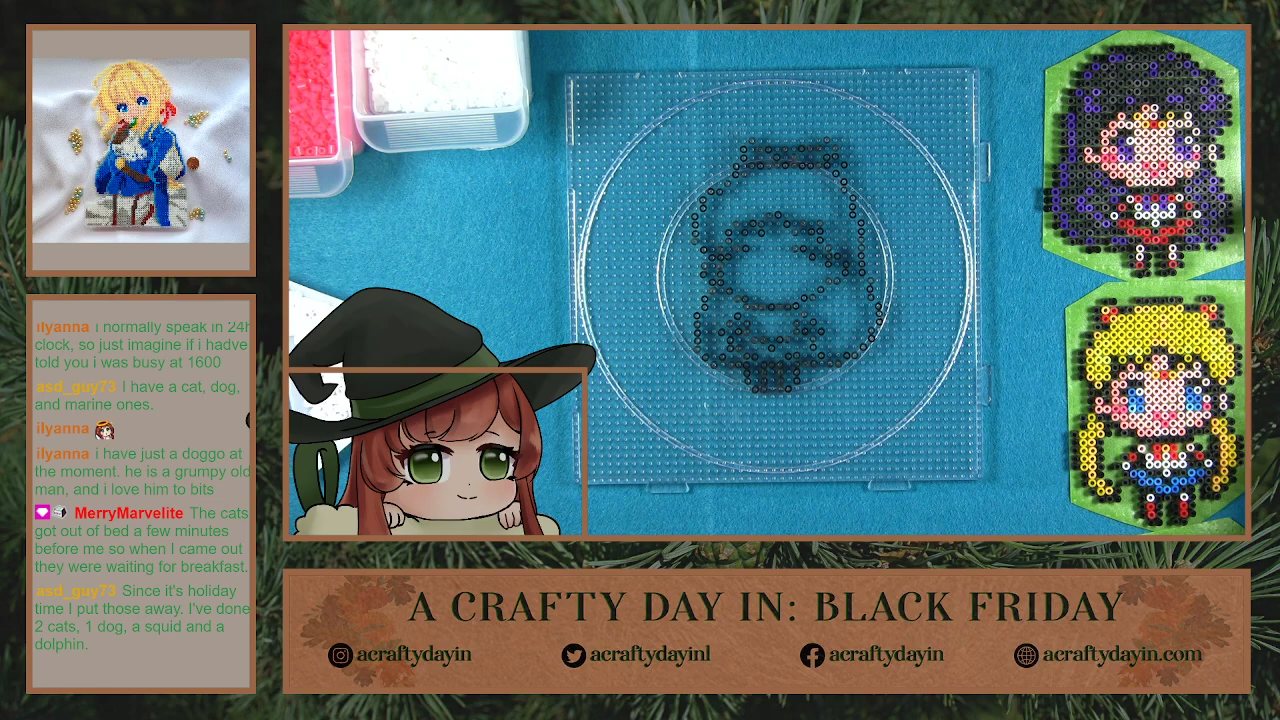 ilyanna i normally speak in 24h
clock, so just imagine if i hadve
told you i was busy at 1600
asd_guy73 I have a cat, dog,
and marine ones.
ilyanna
ilyanna i have just a doggo at
the moment. he is a grumpy old
man, and i love him to bits
MerryMarvelite The cats
got out of bed a few minutes
before me so when I came out
they were waiting for breakfast.
asd_guy73 Since it's holiday
time I put those away. I've done
2 cats, 1 dog, a squid and a
dolphin.
A CRAFTY DAY IN: BLACK FRIDAY
acraftydayin acraftydayinl acraftydayin acraftydayin.com